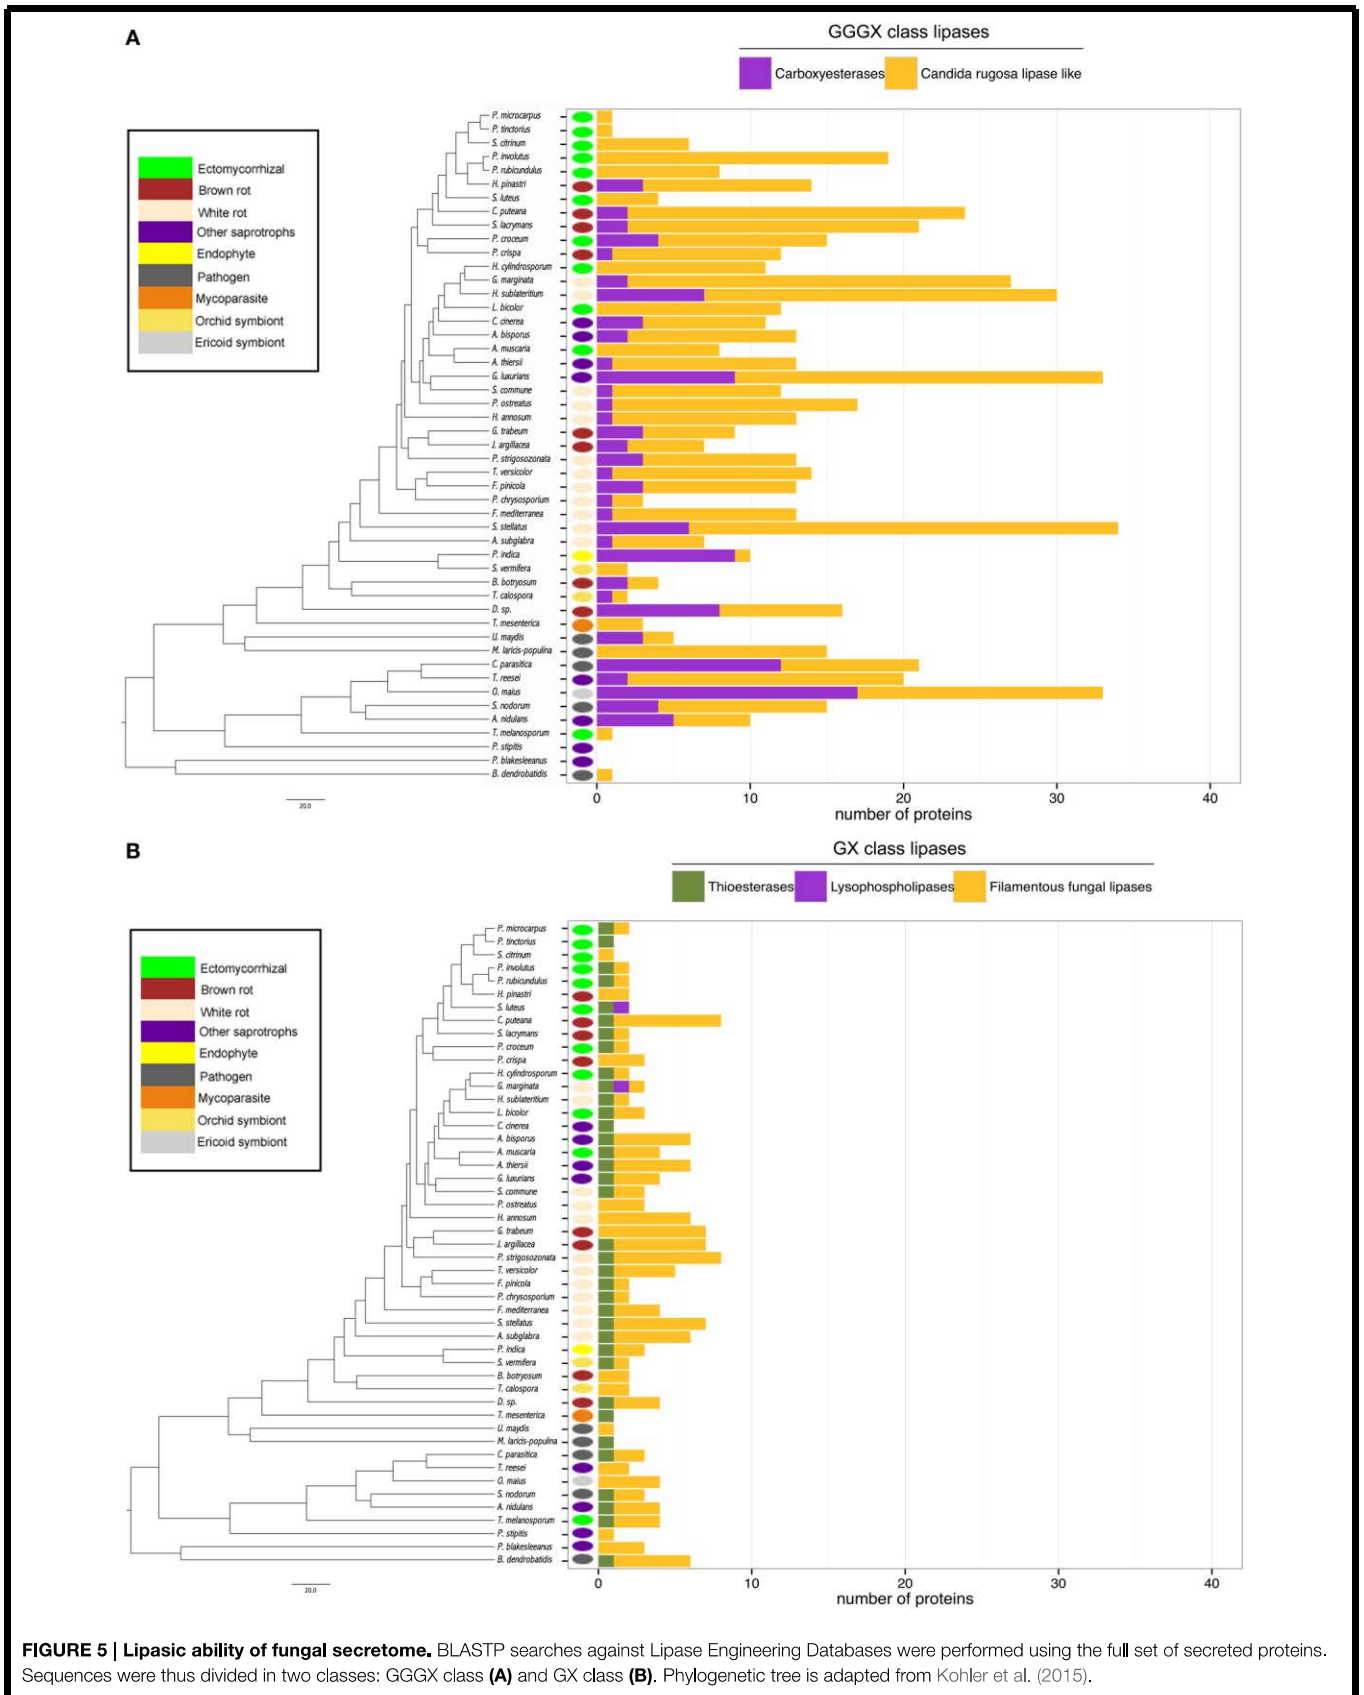 A
GGGX class lipases
Carboxyesterases
Candida rugosa lipase like
Ectomycorrhizal
Brown rot
White rot
Other saprotrophs
Endophyte
Pathogen
Mycoparasite
Orchid symbiont
Ericoid symbiont
P. microcarpus
P. tinctorius
S. citrinum
P. involutus
P. rubicundulus
H. pinastri
S. luteus
C. puteana
S. lacrymans
P. croceum
P. crispa
H. cylindrosporum
G. marginata
H. sublateritium
L. bicolor
C. cinerea
A. bisporus
A. muscaria
A. thiersii
G. luxurians
S. commune
P. ostreatus
H. annosum
G. trabeum
J. argillacea
P. strigosozonata
T. versicolor
F. pinicola
P. chrysosporium
F. mediterranea
S. stellatus
A. subglabra
P. indica
S. vermifera
B. botryosum
T. calospora
D. sp.
T. mesenterica
U. maydis
M. laricis-populina
C. parasitica
T. reesei
O. maius
S. nodorum
A. nidulans
T. melanosporum
P. stipitis
P. blakesleeanus
B. dendrobatidis
20.0
0 10 20 30 40
number of proteins
B
GX class lipases
Thioesterases
Lysophospholipases
Filamentous fungal lipases
Ectomycorrhizal
Brown rot
White rot
Other saprotrophs
Endophyte
Pathogen
Mycoparasite
Orchid symbiont
Ericoid symbiont
P. microcarpus
P. tinctorius
S. citrinum
P. involutus
P. rubicundulus
H. pinastri
S. luteus
C. puteana
S. lacrymans
P. croceum
P. crispa
H. cylindrosporum
G. marginata
H. sublateritium
L. bicolor
C. cinerea
A. bisporus
A. muscaria
A. thiersii
G. luxurians
S. commune
P. ostreatus
H. annosum
G. trabeum
J. argillacea
P. strigosozonata
T. versicolor
F. pinicola
P. chrysosporium
F. mediterranea
S. stellatus
A. subglabra
P. indica
S. vermifera
B. botryosum
T. calospora
D. sp.
T. mesenterica
U. maydis
M. laricis-populina
C. parasitica
T. reesei
O. maius
S. nodorum
A. nidulans
T. melanosporum
P. stipitis
P. blakesleeanus
B. dendrobatidis
20.0
0 10 20 30 40
number of proteins
FIGURE 5 | Lipasic ability of fungal secretome. BLASTP searches against Lipase Engineering Databases were performed using the full set of secreted proteins.
Sequences were thus divided in two classes: GGGX class (A) and GX class (B). Phylogenetic tree is adapted from Kohler et al. (2015).